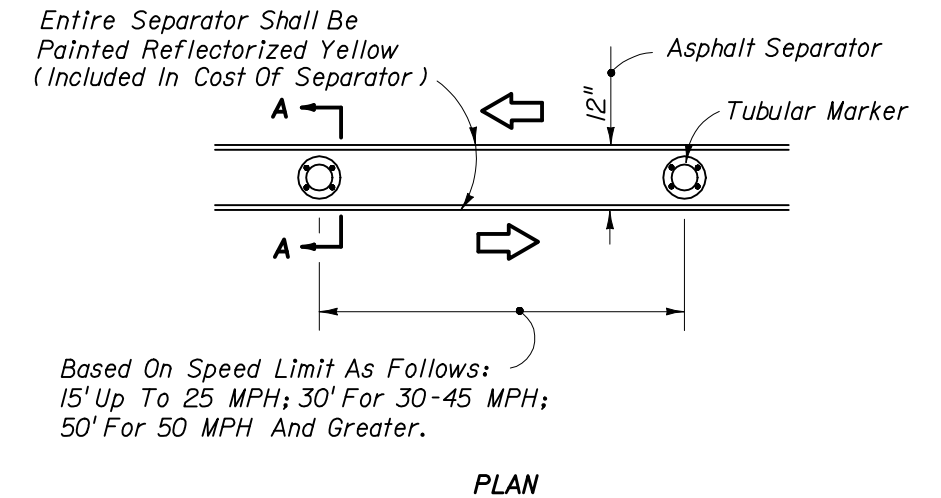 Entire Separator Shall Be
Painted Reflectorized Yellow
(Included In Cost Of Separator)
Asphalt Separator
12"
Tubular Marker
A
A
Based On Speed Limit As Follows:
15' Up To 25 MPH; 30' For 30-45 MPH;
50' For 50 MPH And Greater.
PLAN